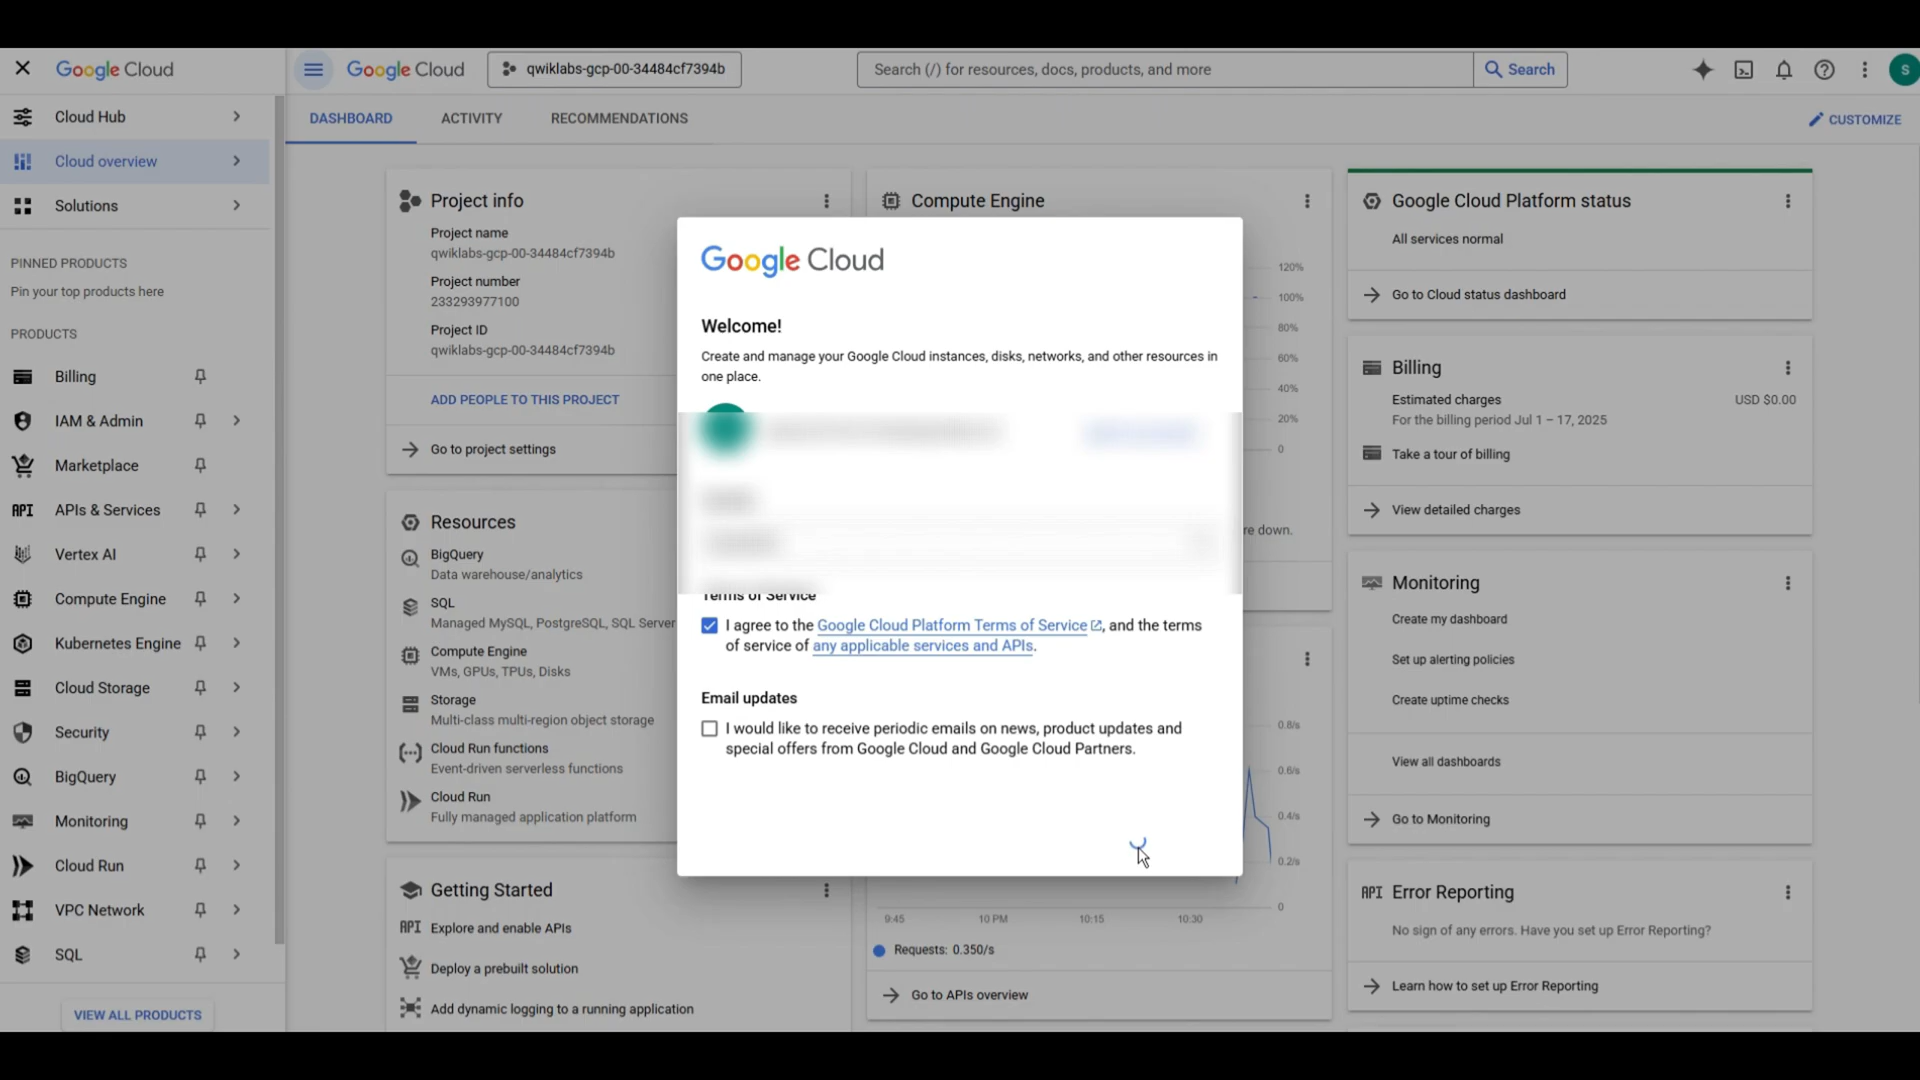 Google Cloud
Cloud Hub
Cloud overview
Solutions
PINNED PRODUCTS
Pin your top products here
PRODUCTS
Billing
IAM & Admin
Marketplace
API APIs & Services
Vertex AI
Compute Engine
Kubernetes Engine
Cloud Storage
Security
BigQuery
Monitoring
Cloud Run
VPC Network
SQL
VIEW ALL PRODUCTS
Google Cloud
qwiklabs-gcp-00-34484cf7394b
Search (/) for resources, docs, products, and more
Search
S
DASHBOARD
ACTIVITY
RECOMMENDATIONS
CUSTOMIZE
Project info
Project name
qwiklabs-gcp-00-34484cf7394b
Project number
233293977100
Project ID
qwiklabs-gcp-00-34484cf7394b
ADD PEOPLE TO THIS PROJECT
Go to project settings
Resources
BigQuery
Data warehouse/analytics
SQL
Managed MySQL, PostgreSQL, SQL Server
Compute Engine
VMs, GPUs, TPUs, Disks
Storage
Multi-class multi-region object storage
Cloud Run functions
Event-driven serverless functions
Cloud Run
Fully managed application platform
Getting Started
API Explore and enable APIs
Deploy a prebuilt solution
Add dynamic logging to a running application
Compute Engine
120%
100%
80%
60%
40%
20%
0
re down.
Google Cloud
Welcome!
Create and manage your Google Cloud instances, disks, networks, and other resources in
one place.
Terms of Service
I agree to the Google Cloud Platform Terms of Service, and the terms
of service of any applicable services and APIs.
Email updates
I would like to receive periodic emails on news, product updates and
special offers from Google Cloud and Google Cloud Partners.
0.8/s
0.6/s
0.4/s
0.2/s
0
9:45
10 PM
10:15
10:30
Requests: 0.350/s
Go to APIs overview
Google Cloud Platform status
All services normal
Go to Cloud status dashboard
Billing
Estimated charges
USD $0.00
For the billing period Jul 1 – 17, 2025
Take a tour of billing
View detailed charges
Monitoring
Create my dashboard
Set up alerting policies
Create uptime checks
View all dashboards
Go to Monitoring
API Error Reporting
No sign of any errors. Have you set up Error Reporting?
Learn how to set up Error Reporting